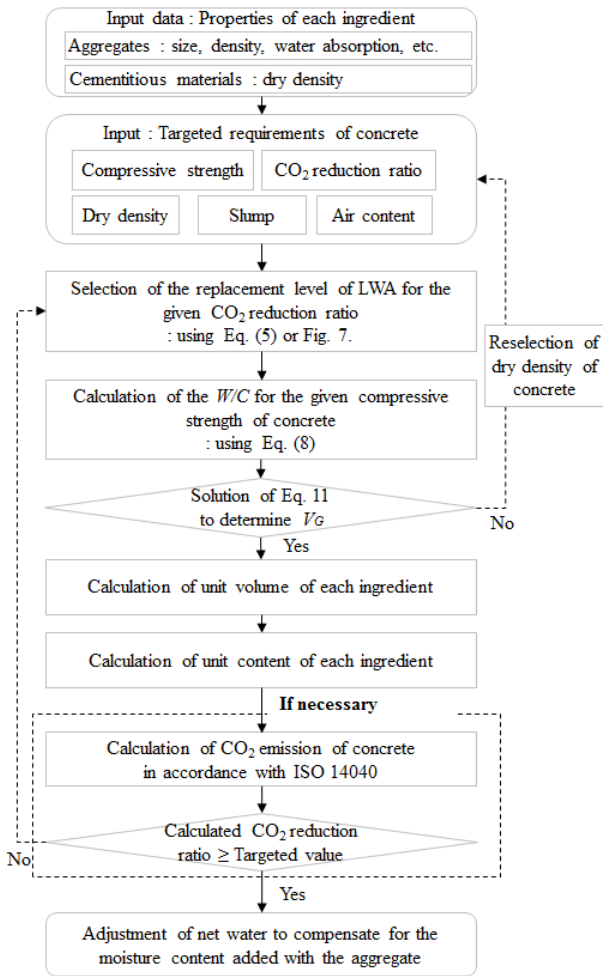 Input data : Properties of each ingredient
Aggregates : size, density, water absorption, etc.
Cementitious materials : dry density
Input : Targeted requirements of concrete
Compressive strength
CO2 reduction ratio
Dry density
Slump
Air content
Selection of the replacement level of LWA for the
given CO2 reduction ratio
: using Eq. (5) or Fig. 7.
Reselection of
dry density of
concrete
Calculation of the W/C for the given compressive
strength of concrete
: using Eq. (8)
Solution of Eq. 11
to determine VG
No
Yes
Calculation of unit volume of each ingredient
Calculation of unit content of each ingredient
If necessary
Calculation of CO2 emission of concrete
in accordance with ISO 14040
Calculated CO2 reduction
ratio ≥ Targeted value
No
Yes
Adjustment of net water to compensate for the
moisture content added with the aggregate